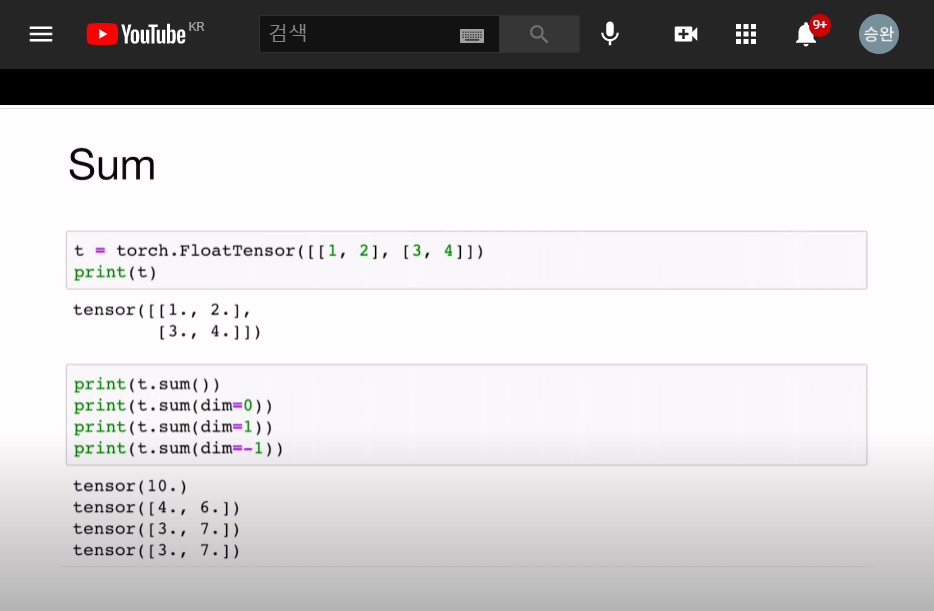 YouTube KR
검색
9+
승완
Sum
t = torch.FloatTensor([[1, 2], [3, 4]])
print(t)
tensor([[1., 2.],
        [3., 4.]])
print(t.sum())
print(t.sum(dim=0))
print(t.sum(dim=1))
print(t.sum(dim=-1))
tensor(10.)
tensor([4., 6.])
tensor([3., 7.])
tensor([3., 7.])